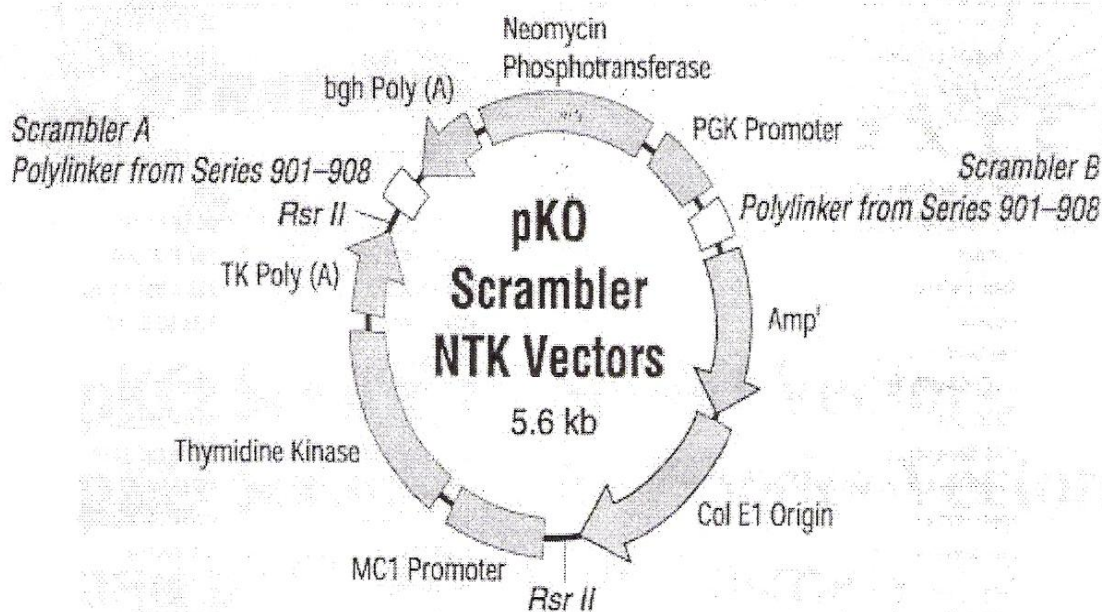 Neomycin
Phosphotransferase
bgh Poly (A)
PGK Promoter
Scrambler A
Polylinker from Series 901–908
Scrambler B
Polylinker from Series 901–908
Rsr II
pKO
Scrambler
NTK Vectors
5.6 kb
TK Poly (A)
Ampʳ
Thymidine Kinase
Col E1 Origin
MC1 Promoter
Rsr II